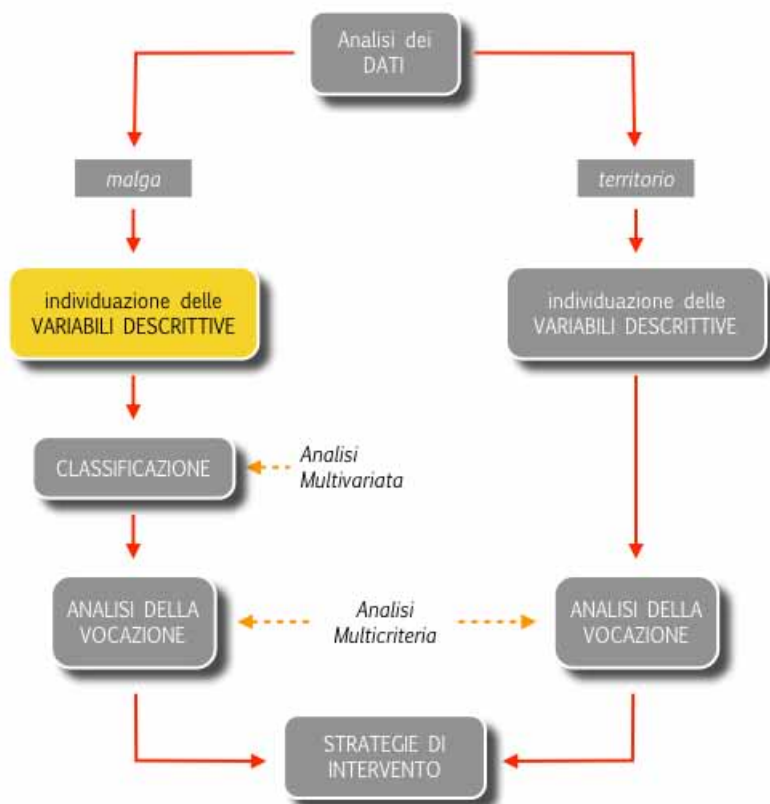 Analisi dei
DATI
malga
territorio
individuazione delle
VARIABILI DESCRITTIVE
individuazione delle
VARIABILI DESCRITTIVE
CLASSIFICAZIONE
Analisi
Multivariata
ANALISI DELLA
VOCAZIONE
Analisi
Multicriteria
ANALISI DELLA
VOCAZIONE
STRATEGIE DI
INTERVENTO